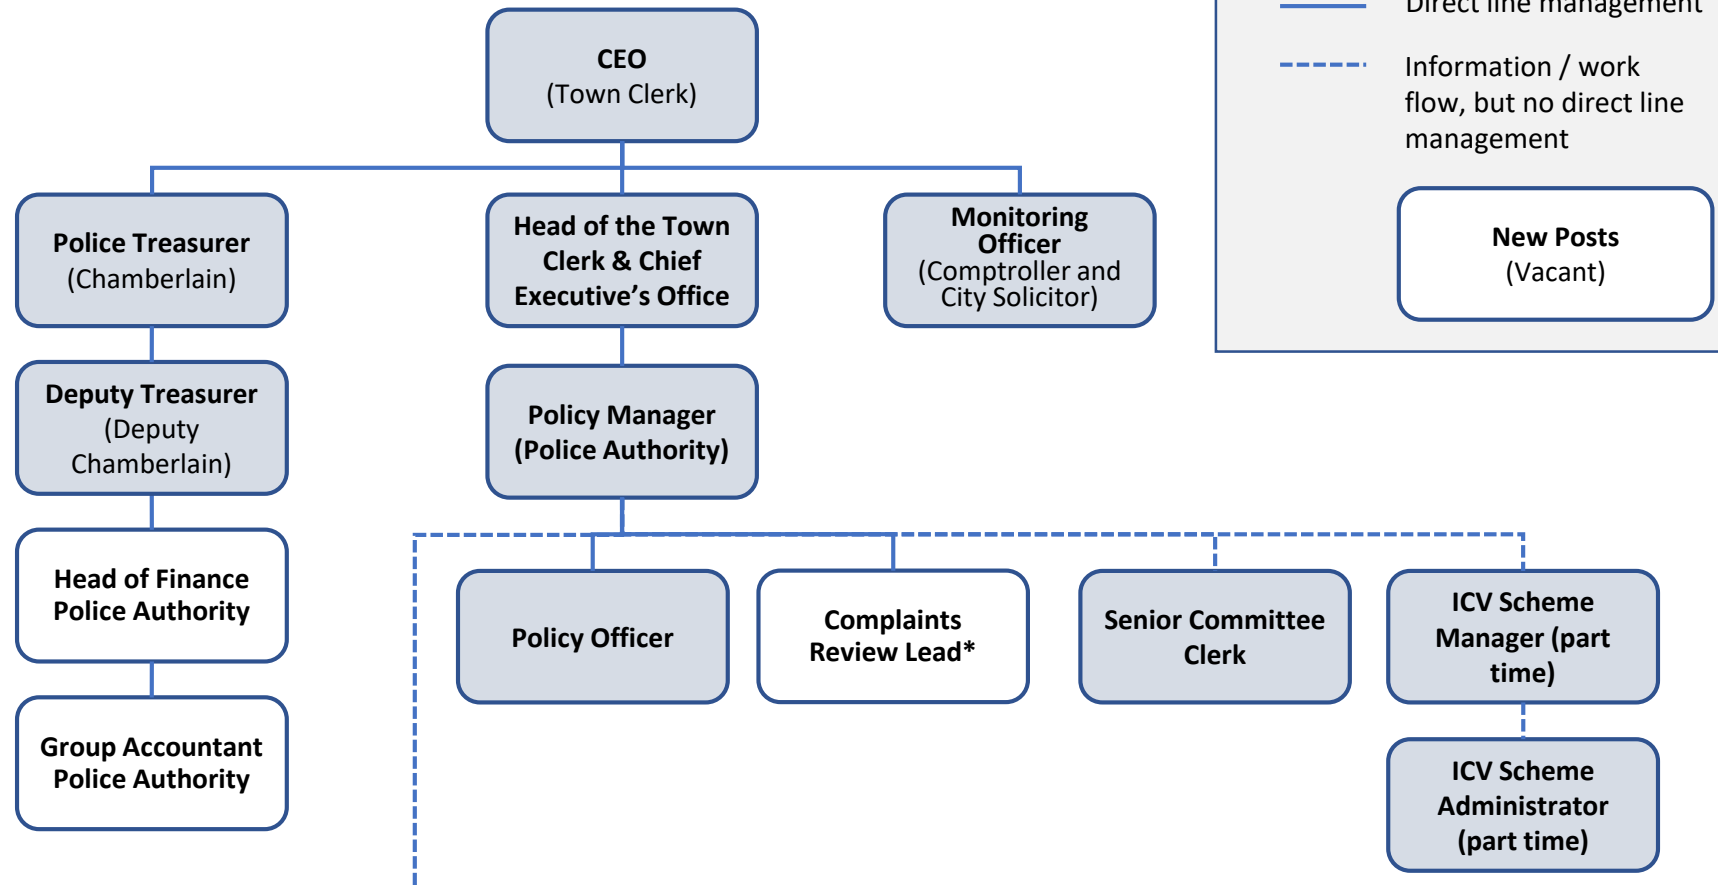 Direct line management
Information / work
flow, but no direct line
management
New Posts
(Vacant)
CEO
(Town Clerk)
Police Treasurer
(Chamberlain)
Head of the Town
Clerk & Chief
Executive’s Office
Monitoring
Officer
(Comptroller and
City Solicitor)
Deputy Treasurer
(Deputy
Chamberlain)
Policy Manager
(Police Authority)
Head of Finance
Police Authority
Policy Officer
Complaints
Review Lead*
Senior Committee
Clerk
ICV Scheme
Manager (part
time)
Group Accountant
Police Authority
ICV Scheme
Administrator
(part time)